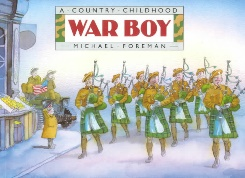 A · COUNTRY · CHILDHOOD
WAR BOY
MICHAEL · FOREMAN